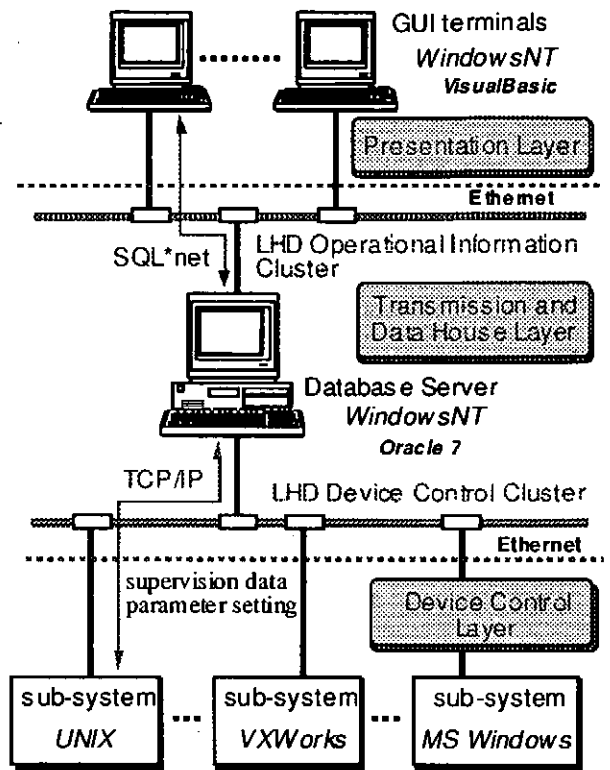 GUI terminals
WindowsNT
VisualBasic
Presentation Layer
Ethernet
SQL*net
LHD Operational Information
Cluster
Transmission and
Data House Layer
Database Server
WindowsNT
Oracle 7
TCP/IP
LHD Device Control Cluster
Ethernet
supervision data
parameter setting
Device Control
Layer
sub-system
UNIX
sub-system
VXWorks
sub-system
MS Windows